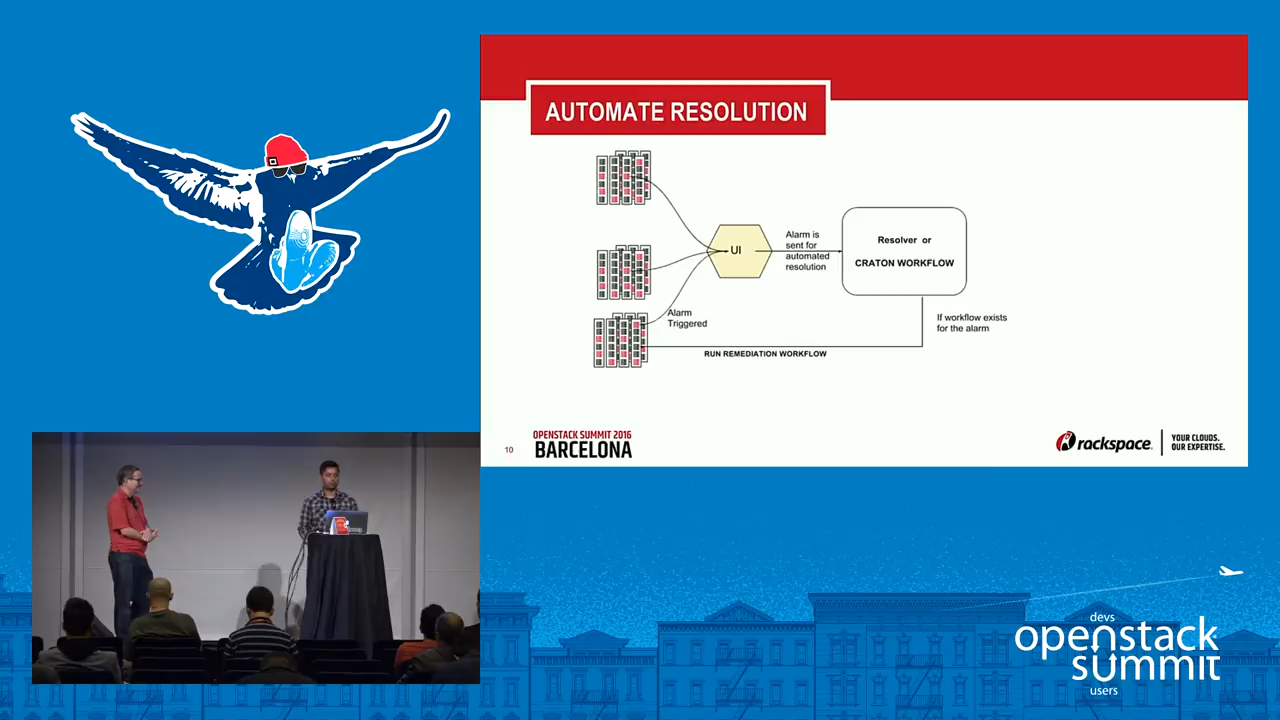 AUTOMATE RESOLUTION
UI
Alarm is
sent for
automated
resolution
Resolver or
CRATON WORKFLOW
Alarm
Triggered
If workflow exists
for the alarm
RUN REMEDIATION WORKFLOW
10
OPENSTACK SUMMIT 2016
BARCELONA
rackspace.
YOUR CLOUDS.
OUR EXPERTISE.
devs
openstack
summit
users